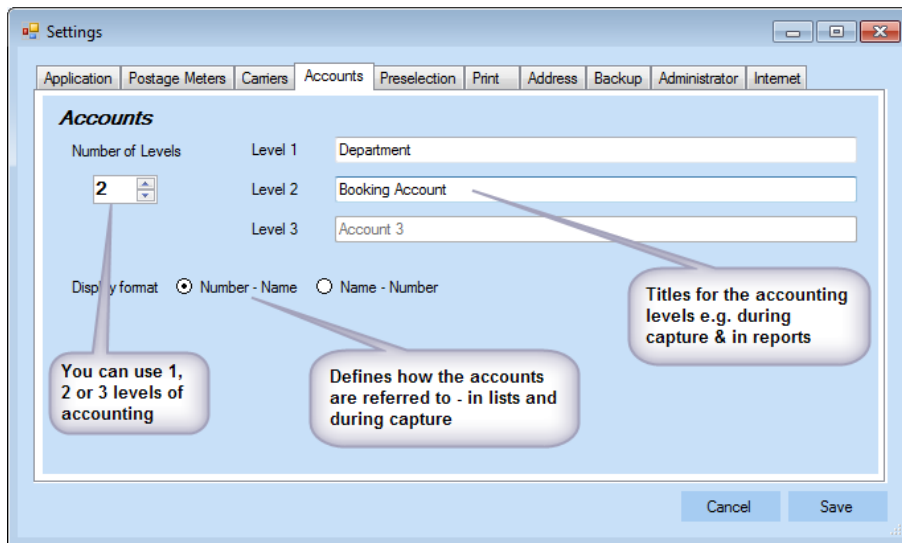 Settings
Application Postage Meters Carriers Accounts Preselection Print Address Backup Administrator Internet
Accounts
Number of Levels Level 1 Department
2 Level 2 Booking Account
Level 3 Account 3
Display format Number - Name Name - Number
Titles for the accounting
levels e.g. during
capture & in reports
You can use 1,
2 or 3 levels of
accounting
Defines how the accounts
are referred to - in lists and
during capture
Cancel Save